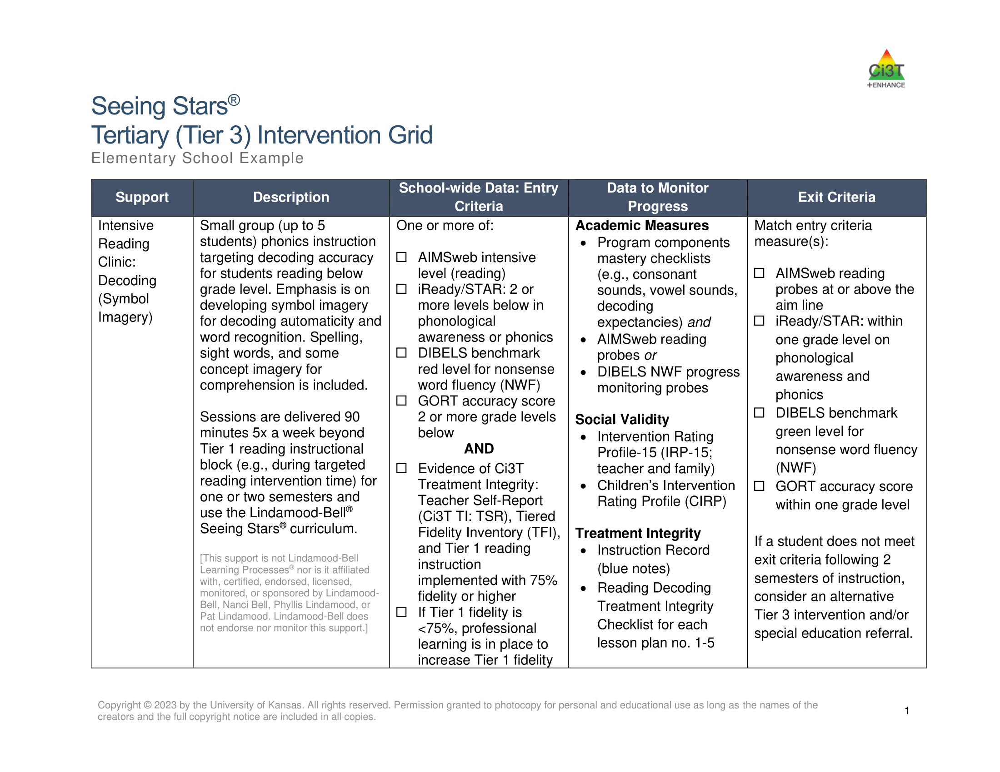 Ci3T
+ENHANCE
Seeing Stars®
Tertiary (Tier 3) Intervention Grid
Elementary School Example
Support
Description
School-wide Data: Entry
Criteria
Data to Monitor
Progress
Exit Criteria
Intensive
Reading
Clinic:
Decoding
(Symbol
Imagery)
Small group (up to 5
students) phonics instruction
targeting decoding accuracy
for students reading below
grade level. Emphasis is on
developing symbol imagery
for decoding automaticity and
word recognition. Spelling,
sight words, and some
concept imagery for
comprehension is included.
Sessions are delivered 90
minutes 5x a week beyond
Tier 1 reading instructional
block (e.g., during targeted
reading intervention time) for
one or two semesters and
use the Lindamood-Bell®
Seeing Stars® curriculum.
[This support is not Lindamood-Bell
Learning Processes® nor is it affiliated
with, certified, endorsed, licensed,
monitored, or sponsored by Lindamood-
Bell, Nanci Bell, Phyllis Lindamood, or
Pat Lindamood. Lindamood-Bell does
not endorse nor monitor this support.]
One or more of:
☐ AIMSweb intensive
level (reading)
☐ iReady/STAR: 2 or
more levels below in
phonological
awareness or phonics
☐ DIBELS benchmark
red level for nonsense
word fluency (NWF)
☐ GORT accuracy score
2 or more grade levels
below
AND
☐ Evidence of Ci3T
Treatment Integrity:
Teacher Self-Report
(Ci3T TI: TSR), Tiered
Fidelity Inventory (TFI),
and Tier 1 reading
instruction
implemented with 75%
fidelity or higher
☐ If Tier 1 fidelity is
<75%, professional
learning is in place to
increase Tier 1 fidelity
Academic Measures
• Program components
mastery checklists
(e.g., consonant
sounds, vowel sounds,
decoding
expectancies) and
• AIMSweb reading
probes or
• DIBELS NWF progress
monitoring probes
Social Validity
• Intervention Rating
Profile-15 (IRP-15;
teacher and family)
• Children’s Intervention
Rating Profile (CIRP)
Treatment Integrity
• Instruction Record
(blue notes)
• Reading Decoding
Treatment Integrity
Checklist for each
lesson plan no. 1-5
Match entry criteria
measure(s):
☐ AIMSweb reading
probes at or above the
aim line
☐ iReady/STAR: within
one grade level on
phonological
awareness and
phonics
☐ DIBELS benchmark
green level for
nonsense word fluency
(NWF)
☐ GORT accuracy score
within one grade level
If a student does not meet
exit criteria following 2
semesters of instruction,
consider an alternative
Tier 3 intervention and/or
special education referral.
Copyright © 2023 by the University of Kansas. All rights reserved. Permission granted to photocopy for personal and educational use as long as the names of the
creators and the full copyright notice are included in all copies.
1